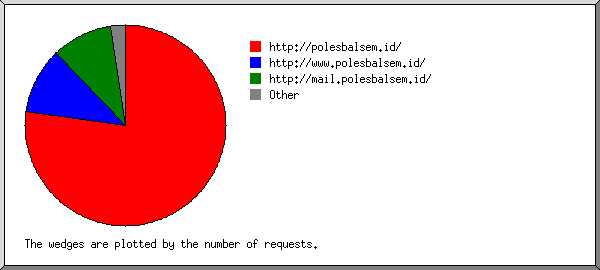 http://polesbalsem.id/
http://www.polesbalsem.id/
http://mail.polesbalsem.id/
Other
The wedges are plotted by the number of requests.